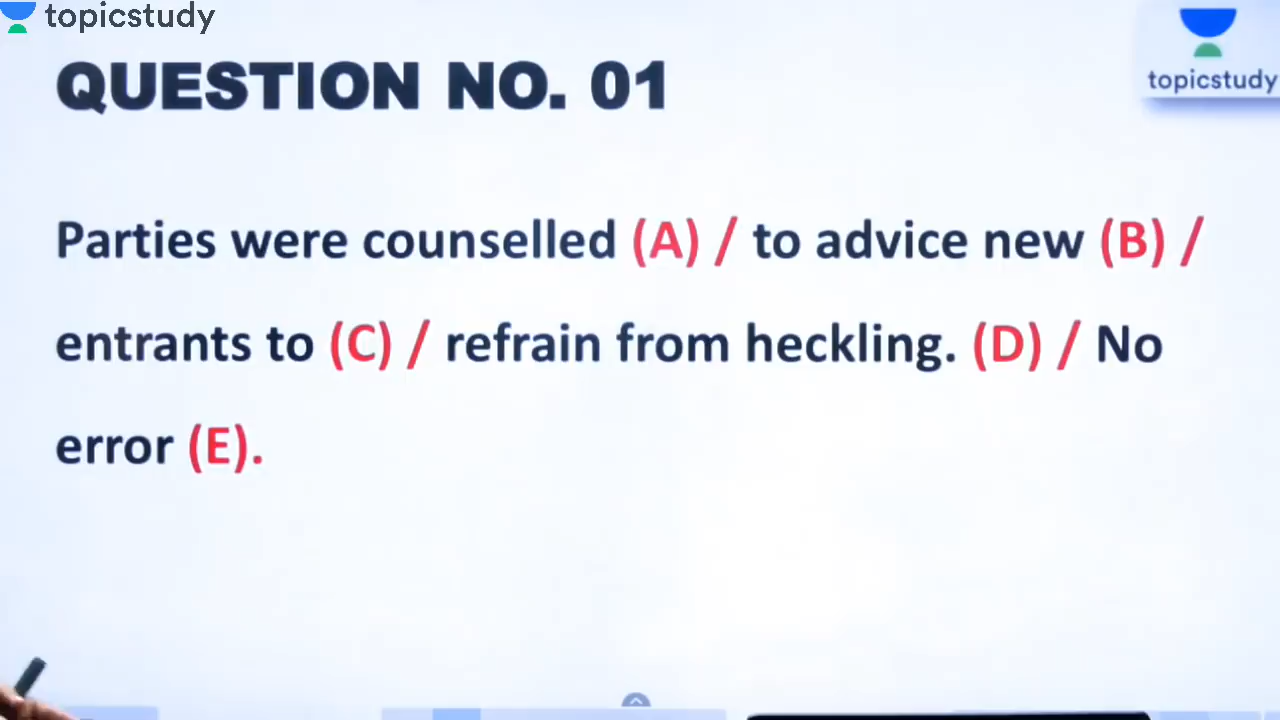 topicstudy
topicstudy
QUESTION NO. 01
Parties were counselled (A) / to advice new (B) /
entrants to (C) / refrain from heckling. (D) / No
error (E).